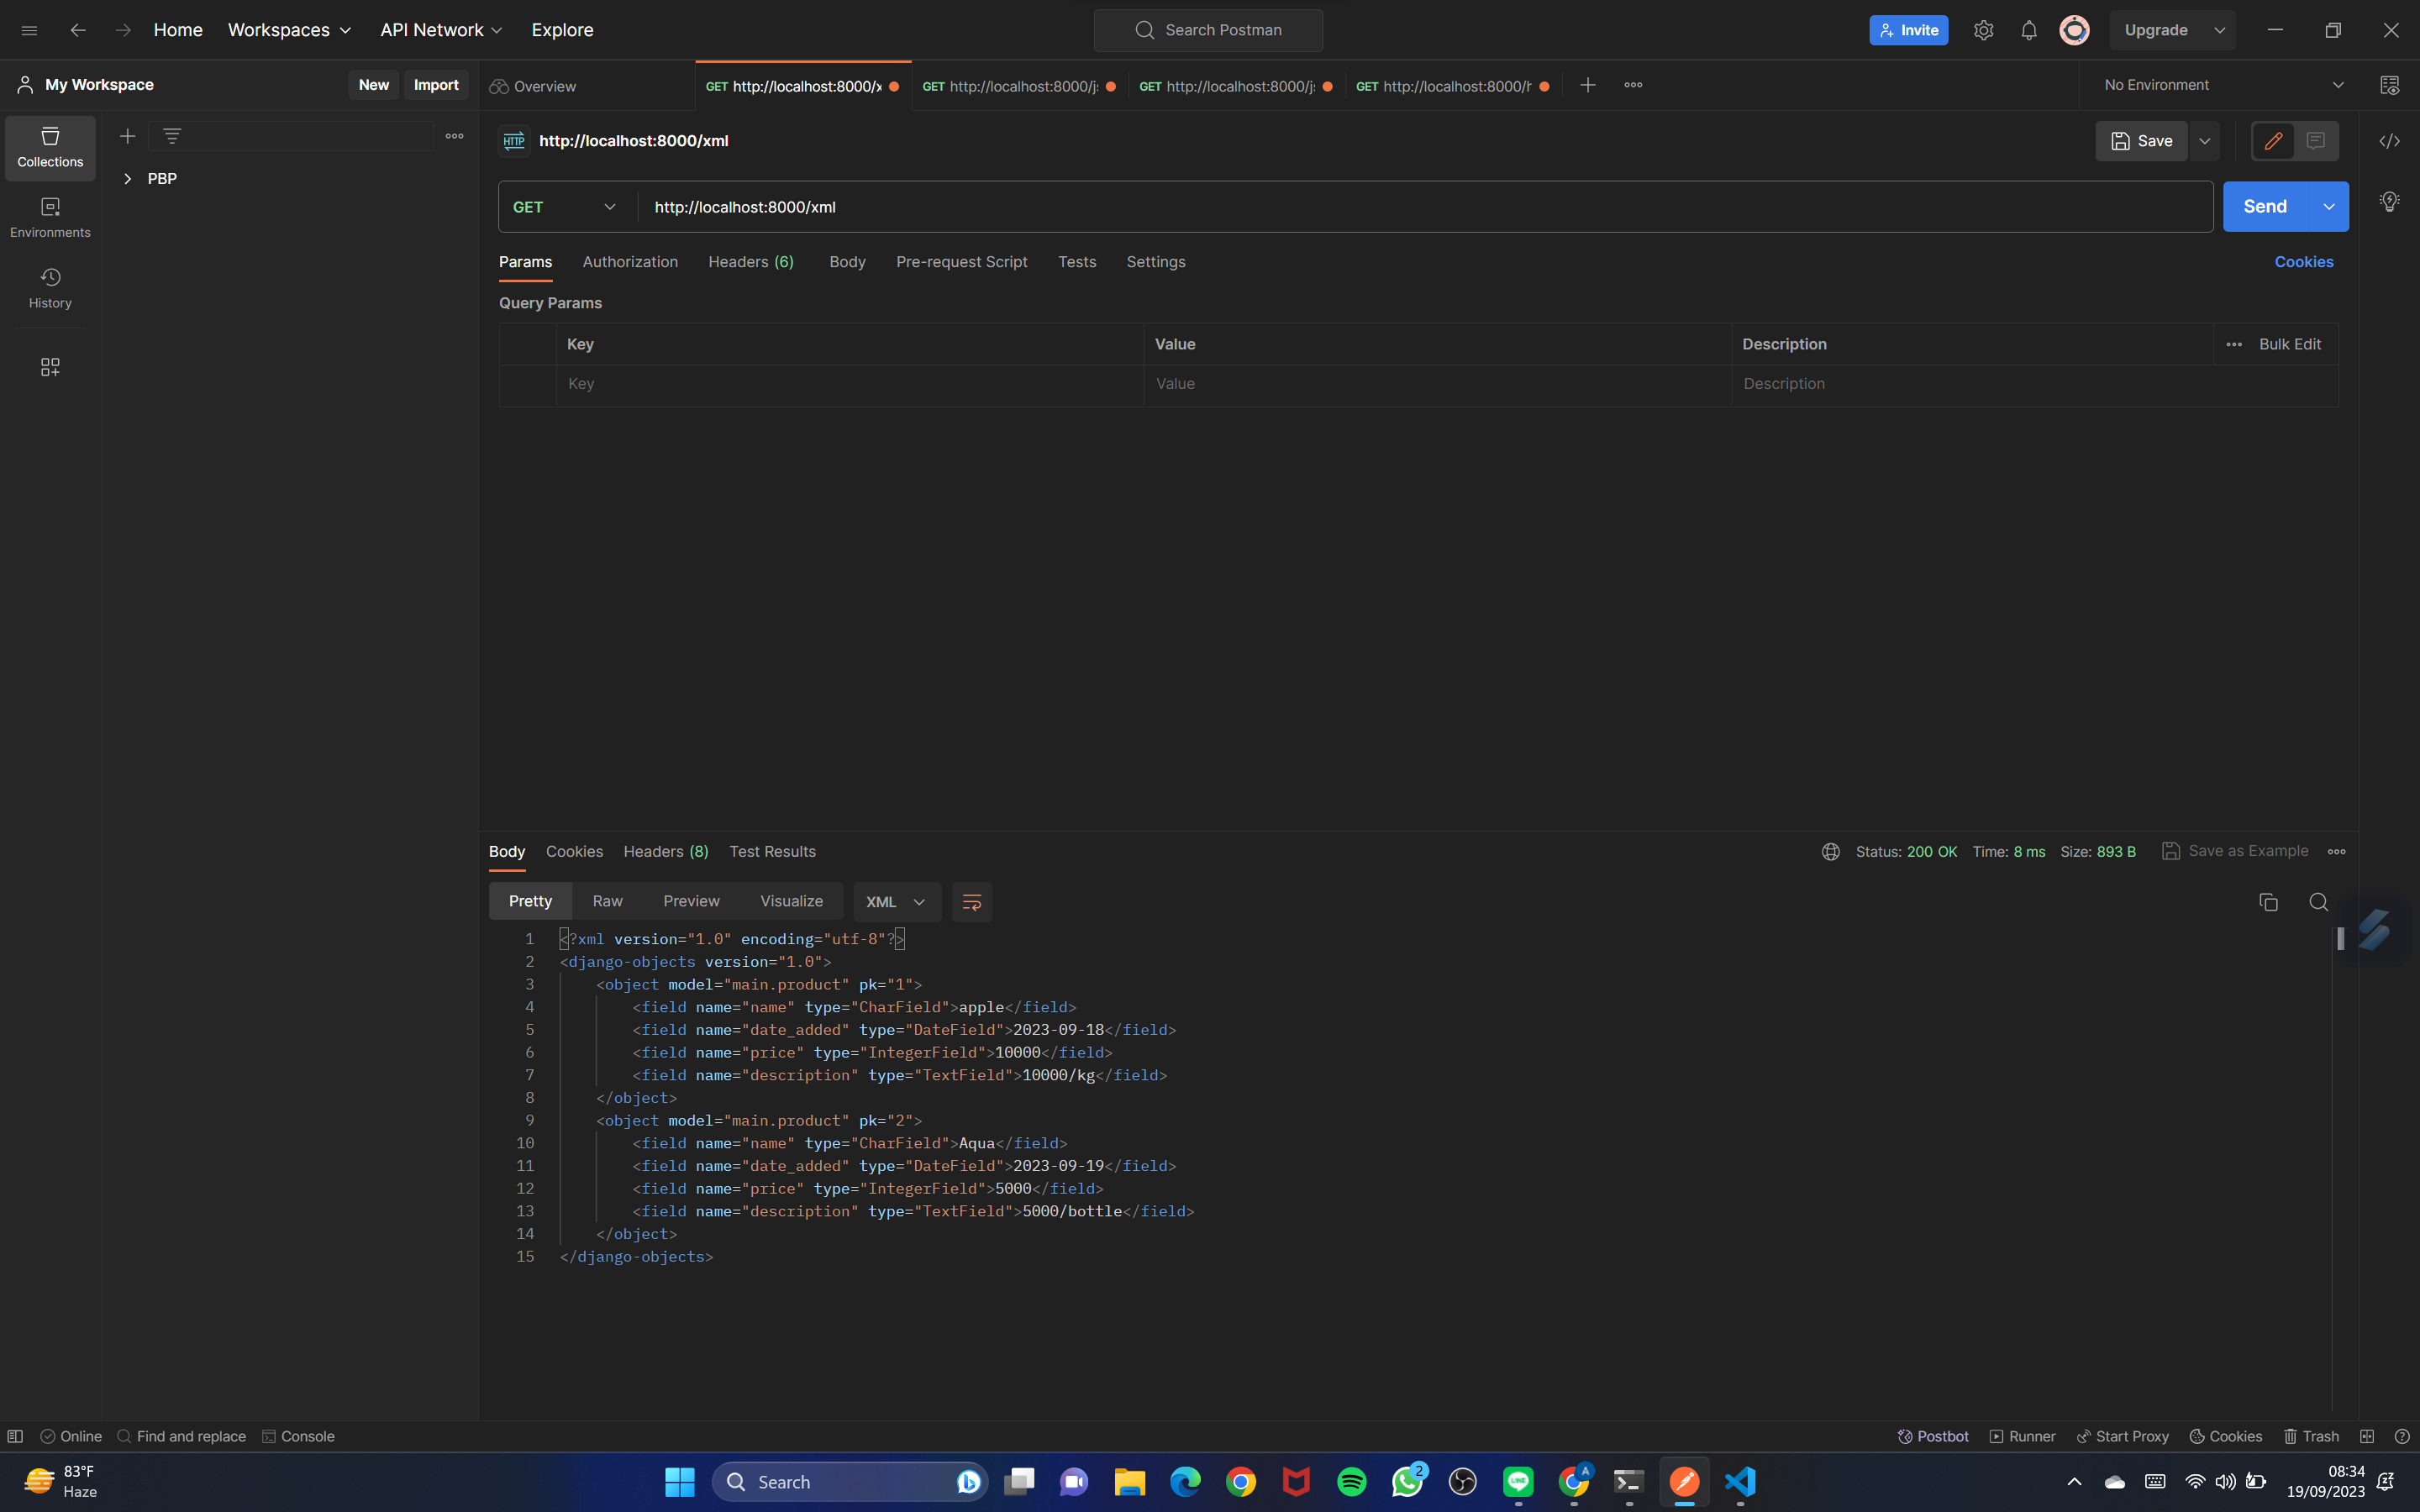 Home Workspaces API Network Explore Search Postman Invite Upgrade
My Workspace New Import Overview GET http://localhost:8000/x GET http://localhost:8000/j GET http://localhost:8000/j GET http://localhost:8000/ No Environment
Collections
PBP
Environments
History
HTTP http://localhost:8000/xml Save
GET http://localhost:8000/xml Send
Params Authorization Headers (6) Body Pre-request Script Tests Settings Cookies
Query Params
Key Value Description Bulk Edit
Key Value Description
Body Cookies Headers (8) Test Results Status: 200 OK Time: 8 ms Size: 893 B Save as Example
Pretty Raw Preview Visualize XML
1 <?xml version="1.0" encoding="utf-8"?>
2 <django-objects version="1.0">
3 <object model="main.product" pk="1">
4 <field name="name" type="CharField">apple</field>
5 <field name="date_added" type="DateField">2023-09-18</field>
6 <field name="price" type="IntegerField">10000</field>
7 <field name="description" type="TextField">10000/kg</field>
8 </object>
9 <object model="main.product" pk="2">
10 <field name="name" type="CharField">Aqua</field>
11 <field name="date_added" type="DateField">2023-09-19</field>
12 <field name="price" type="IntegerField">5000</field>
13 <field name="description" type="TextField">5000/bottle</field>
14 </object>
15 </django-objects>
Online Find and replace Console Postbot Runner Start Proxy Cookies Trash
83°F
Haze
Search
2
A
LINE
08:34
19/09/2023